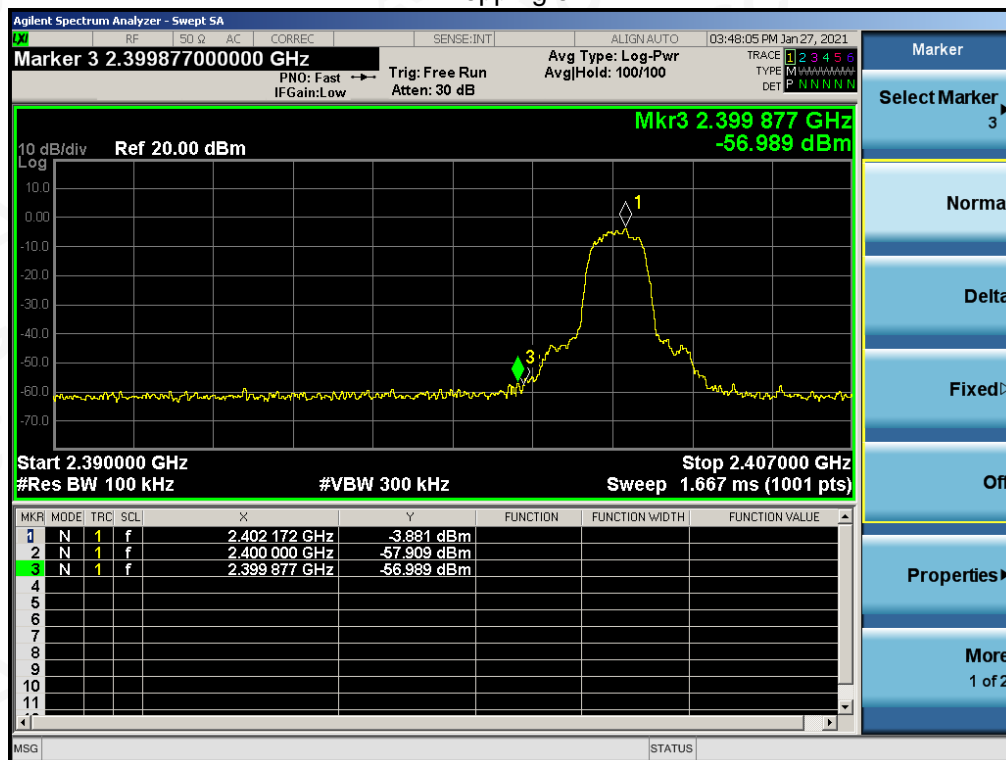 Agilent Spectrum Analyzer - Swept SA
LXI RF 50 Ω AC CORREC SENSE:INT ALIGN AUTO 03:48:05 PM Jan 27, 2021
Marker 3 2.399877000000 GHz
PNO: Fast
IFGain:Low
Trig: Free Run
Atten: 30 dB
Avg Type: Log-Pwr
Avg|Hold: 100/100
TRACE 1 2 3 4 5 6
TYPE M WWWWW
DET P N N N N N
Mkr3 2.399 877 GHz
-56.989 dBm
10 dB/div Ref 20.00 dBm
Log
10.0
0.00
-10.0
-20.0
-30.0
-40.0
-50.0
-60.0
-70.0
1
3
Start 2.390000 GHz Stop 2.407000 GHz
#Res BW 100 kHz #VBW 300 kHz Sweep 1.667 ms (1001 pts)
MKR MODE TRC SCL X Y FUNCTION FUNCTION WIDTH FUNCTION VALUE
1 N 1 f 2.402 172 GHz -3.881 dBm
2 N 1 f 2.400 000 GHz -57.909 dBm
3 N 1 f 2.399 877 GHz -56.989 dBm
4
5
6
7
8
9
10
11
MSG STATUS
Marker
Select Marker
3
Norma
Delta
Fixed
Off
Properties
More
1 of 2